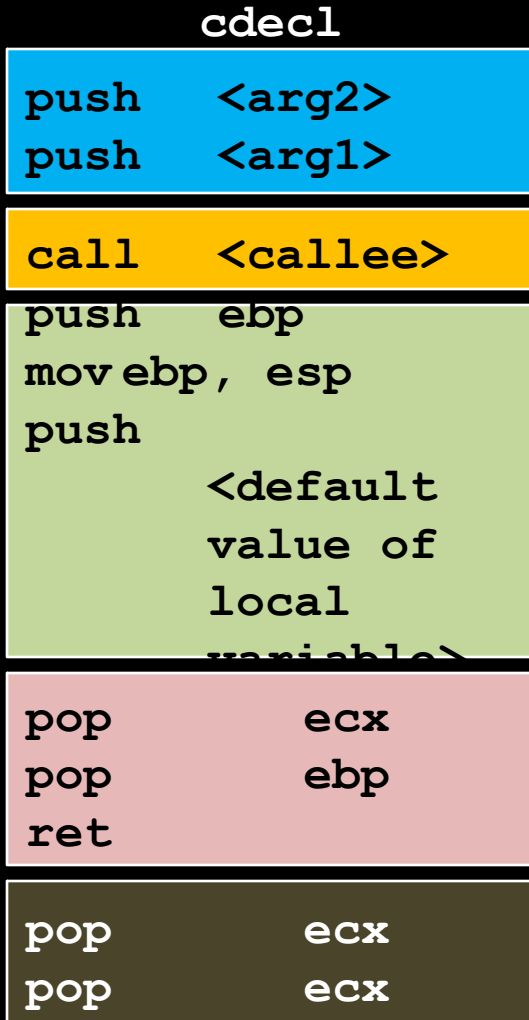 cdecl
push <arg2>
push <arg1>
call <callee>
push ebp
mov ebp, esp
push
<default
value of
local
variable>
pop ecx
pop ebp
ret
pop ecx
pop ecx